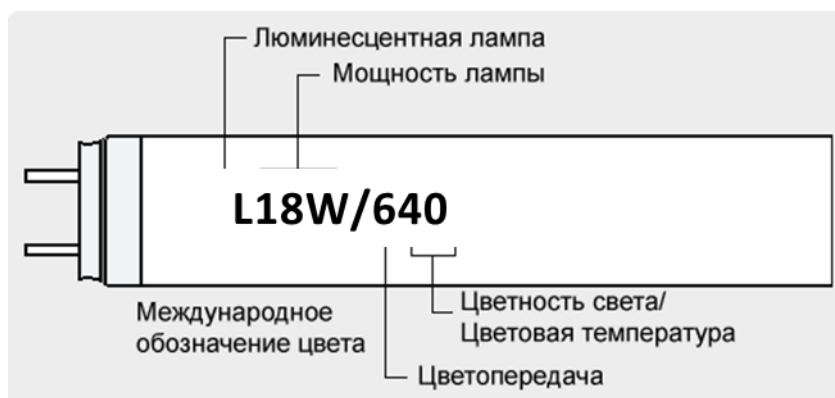 Люминесцентная лампа
Мощность лампы
L18W/640
Международное
обозначение цвета
Цветность света/
Цветовая температура
Цветопередача